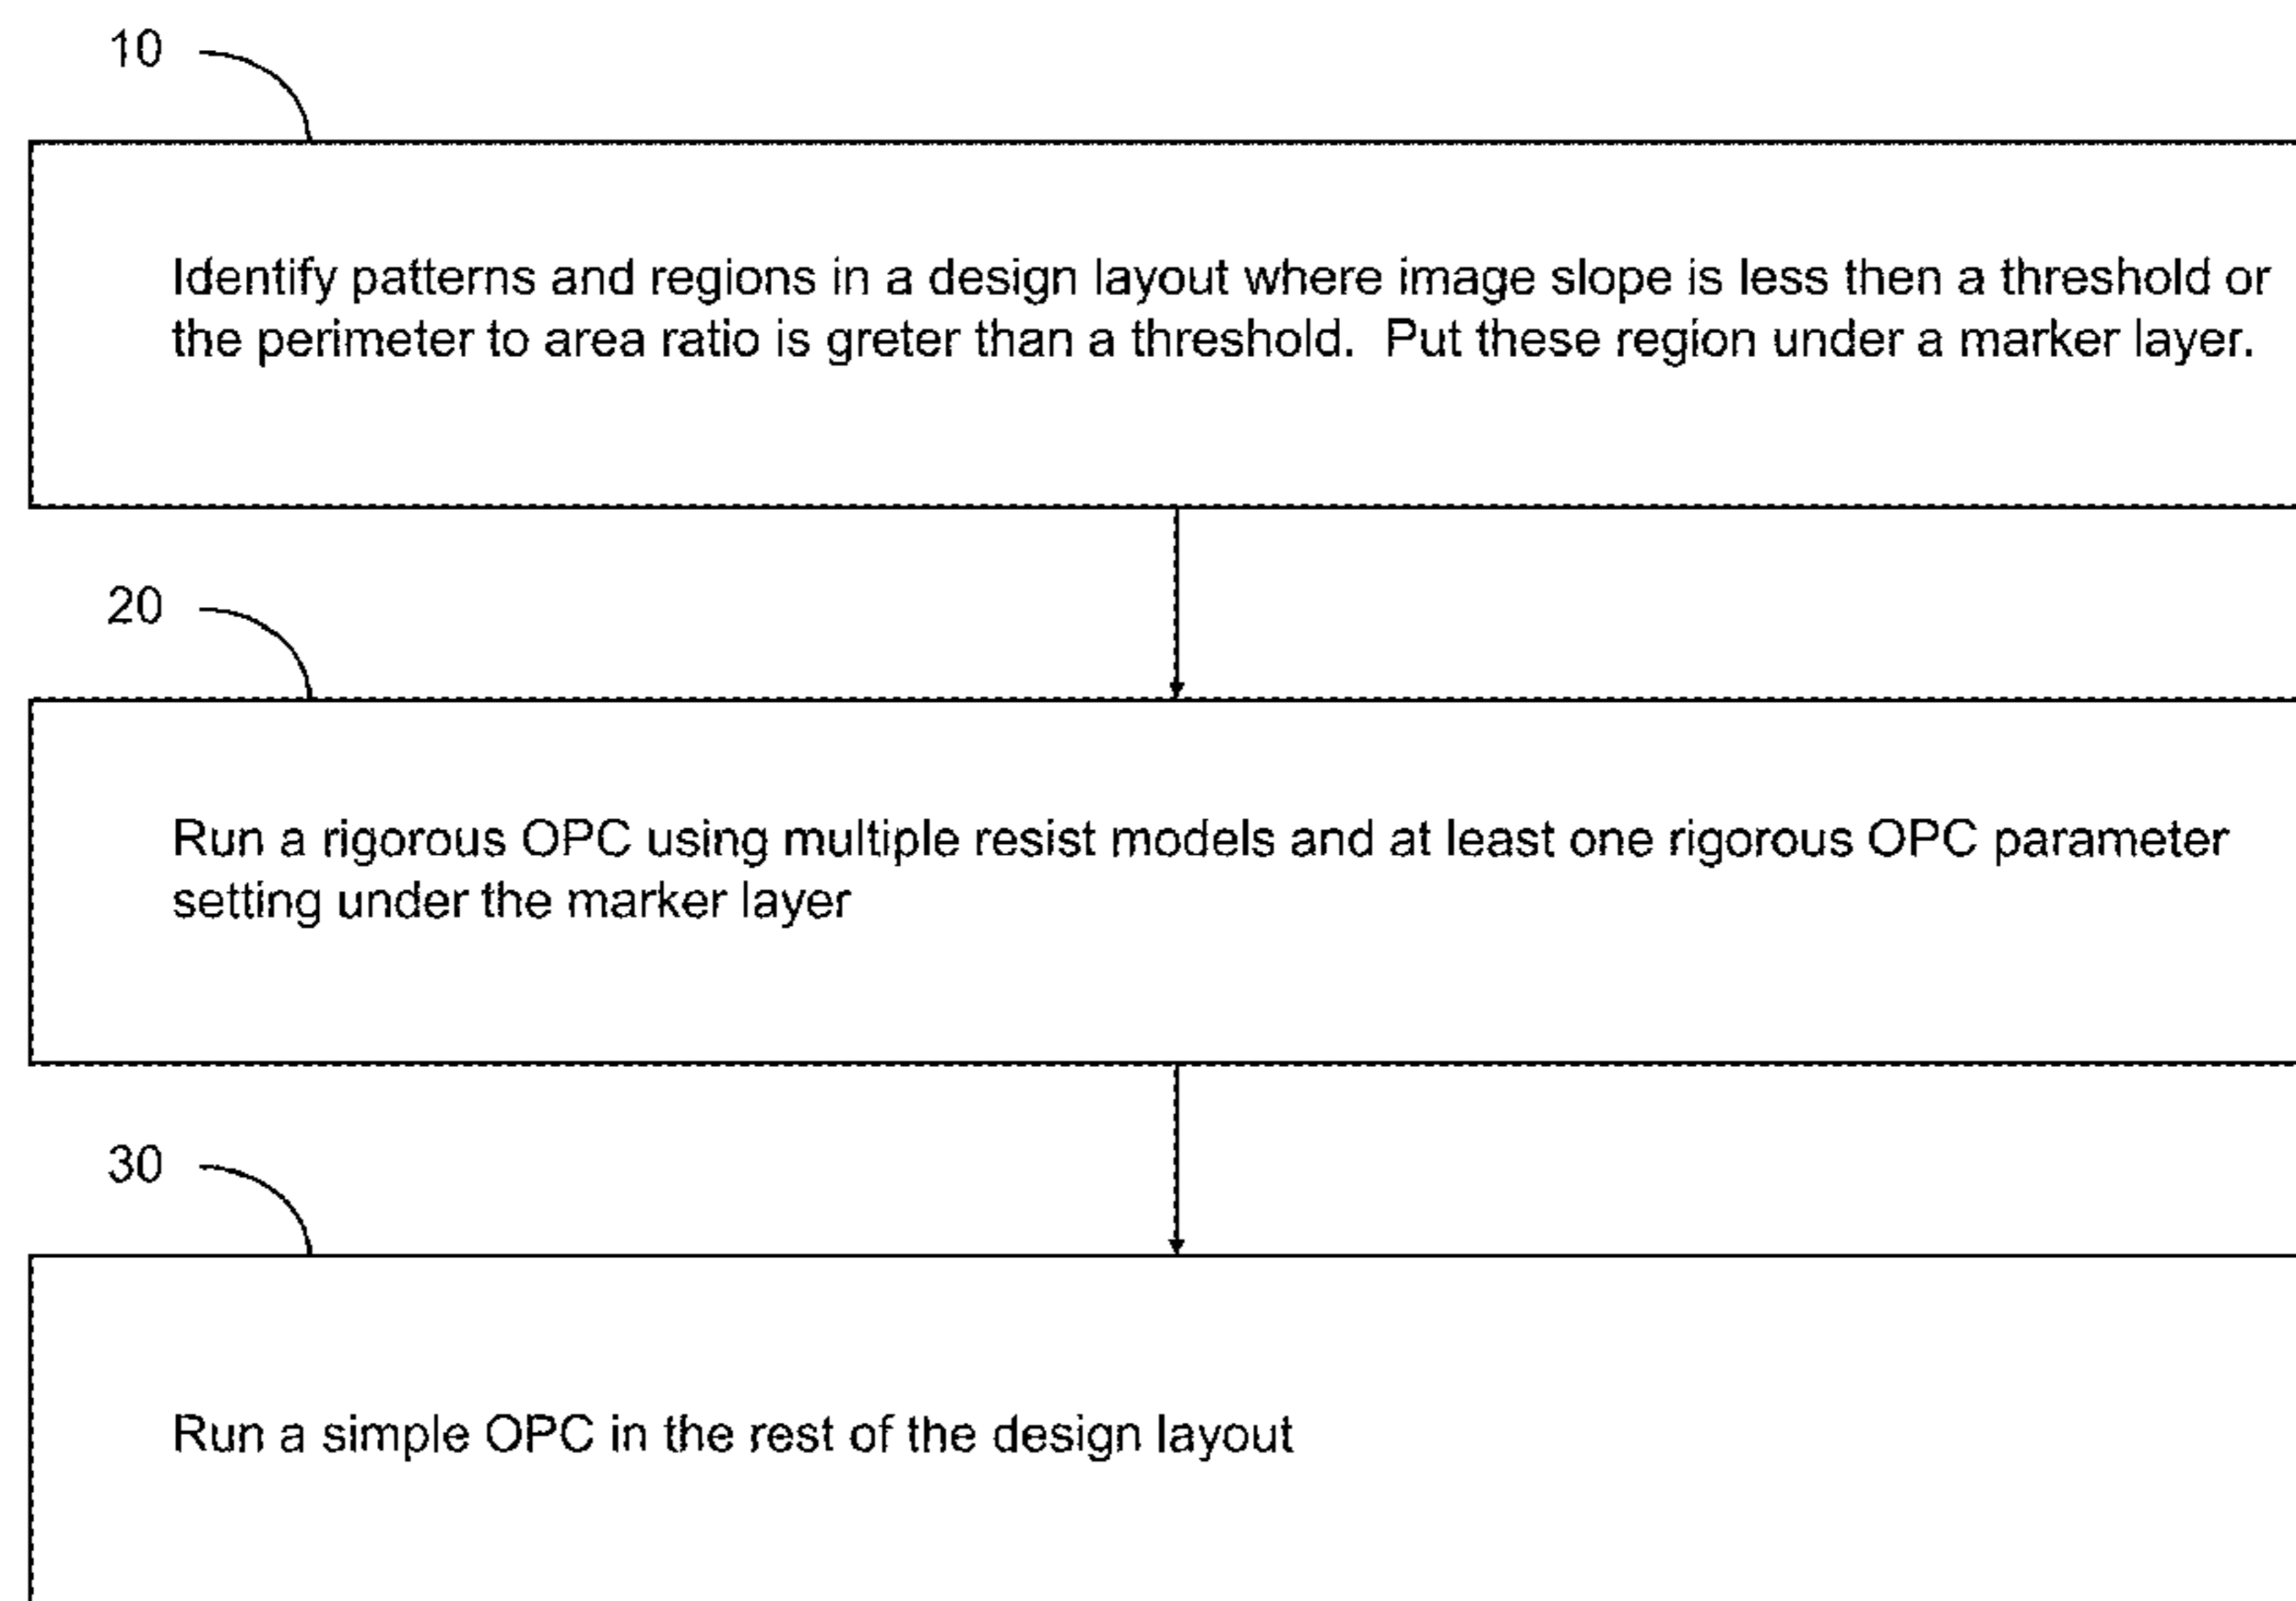 10
Identify patterns and regions in a design layout where image slope is less then a threshold or
the perimeter to area ratio is greter than a threshold.  Put these region under a marker layer.
20
Run a rigorous OPC using multiple resist models and at least one rigorous OPC parameter
setting under the marker layer
30
Run a simple OPC in the rest of the design layout